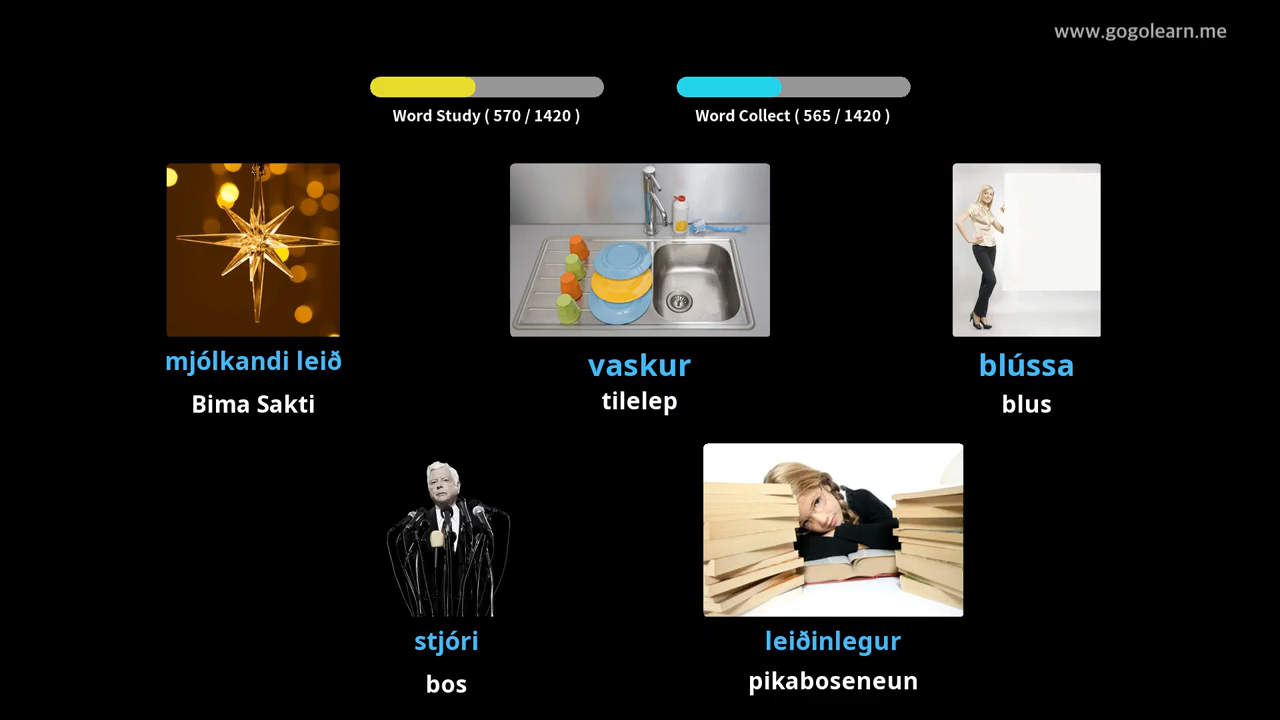 www.gogolearn.me
Word Study ( 570 / 1420 )
Word Collect ( 565 / 1420 )
mjólkandi leið
Bima Sakti
vaskur
tilelep
blússa
blus
stjóri
bos
leiðinlegur
pikaboseneun